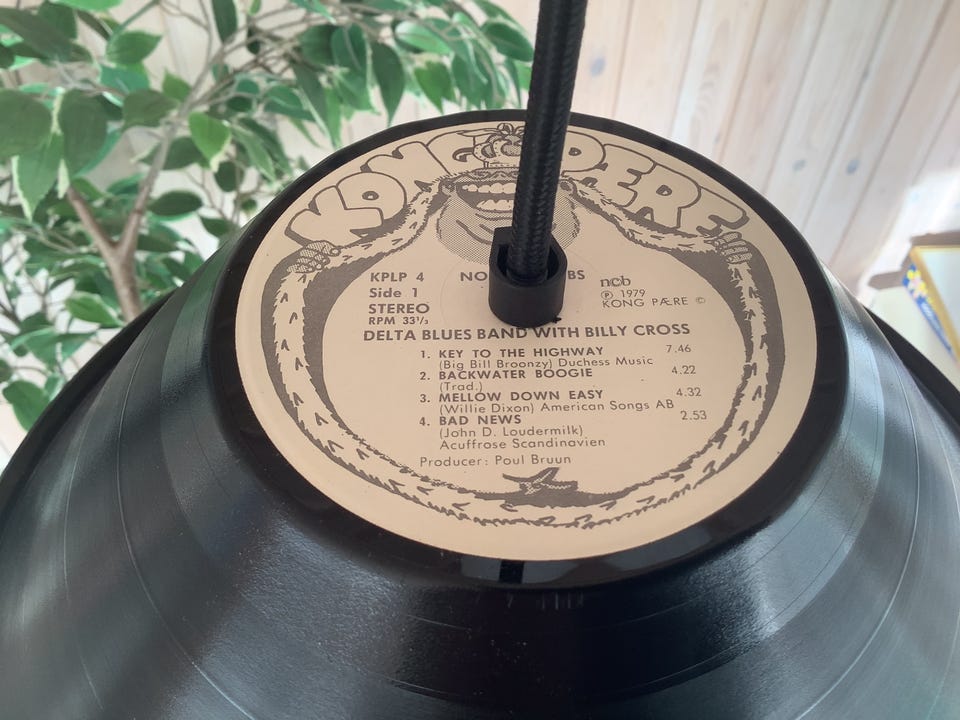 KONG PÆRE
KPLP 4
Side 1
STEREO
RPM 33⅓
NO BS
ncb
Ⓟ 1979
KONG PÆRE ©
DELTA BLUES BAND WITH BILLY CROSS
1. KEY TO THE HIGHWAY 7.46
(Big Bill Broonzy) Duchess Music
2. BACKWATER BOOGIE 4.22
(Trad.)
3. MELLOW DOWN EASY 4.32
(Willie Dixon) American Songs AB
4. BAD NEWS 2.53
(John D. Loudermilk)
Acuffrose Scandinavien
Producer: Poul Bruun